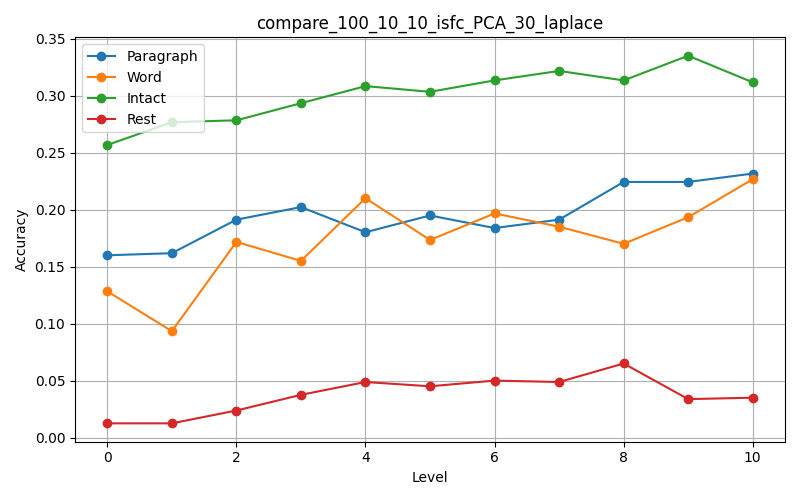 compare_100_10_10_isfc_PCA_30_laplace
Paragraph
Word
Intact
Rest
0.35
0.30
0.25
0.20
0.15
0.10
0.05
0.00
Accuracy
0 2 4 6 8 10
Level